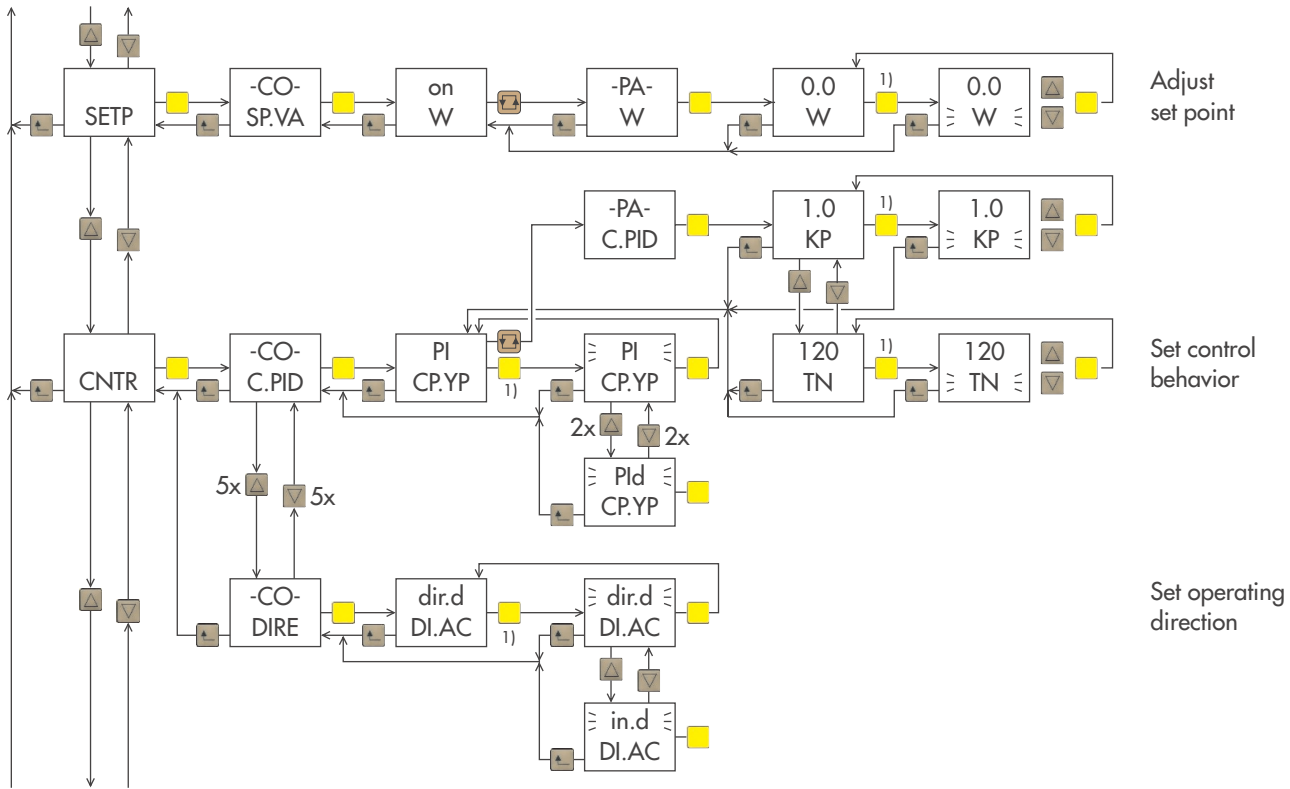 SETP
-CO-
SP.VA
on
W
-PA-
W
0.0
W
1)
0.0
W
Adjust
set point
-PA-
C.PID
1.0
KP
1)
1.0
KP
CNTR
-CO-
C.PID
PI
CP.YP
1)
PI
CP.YP
120
TN
1)
120
TN
Set control
behavior
2x
2x
PId
CP.YP
5x
5x
-CO-
DIRE
dir.d
DI.AC
1)
dir.d
DI.AC
Set operating
direction
in.d
DI.AC